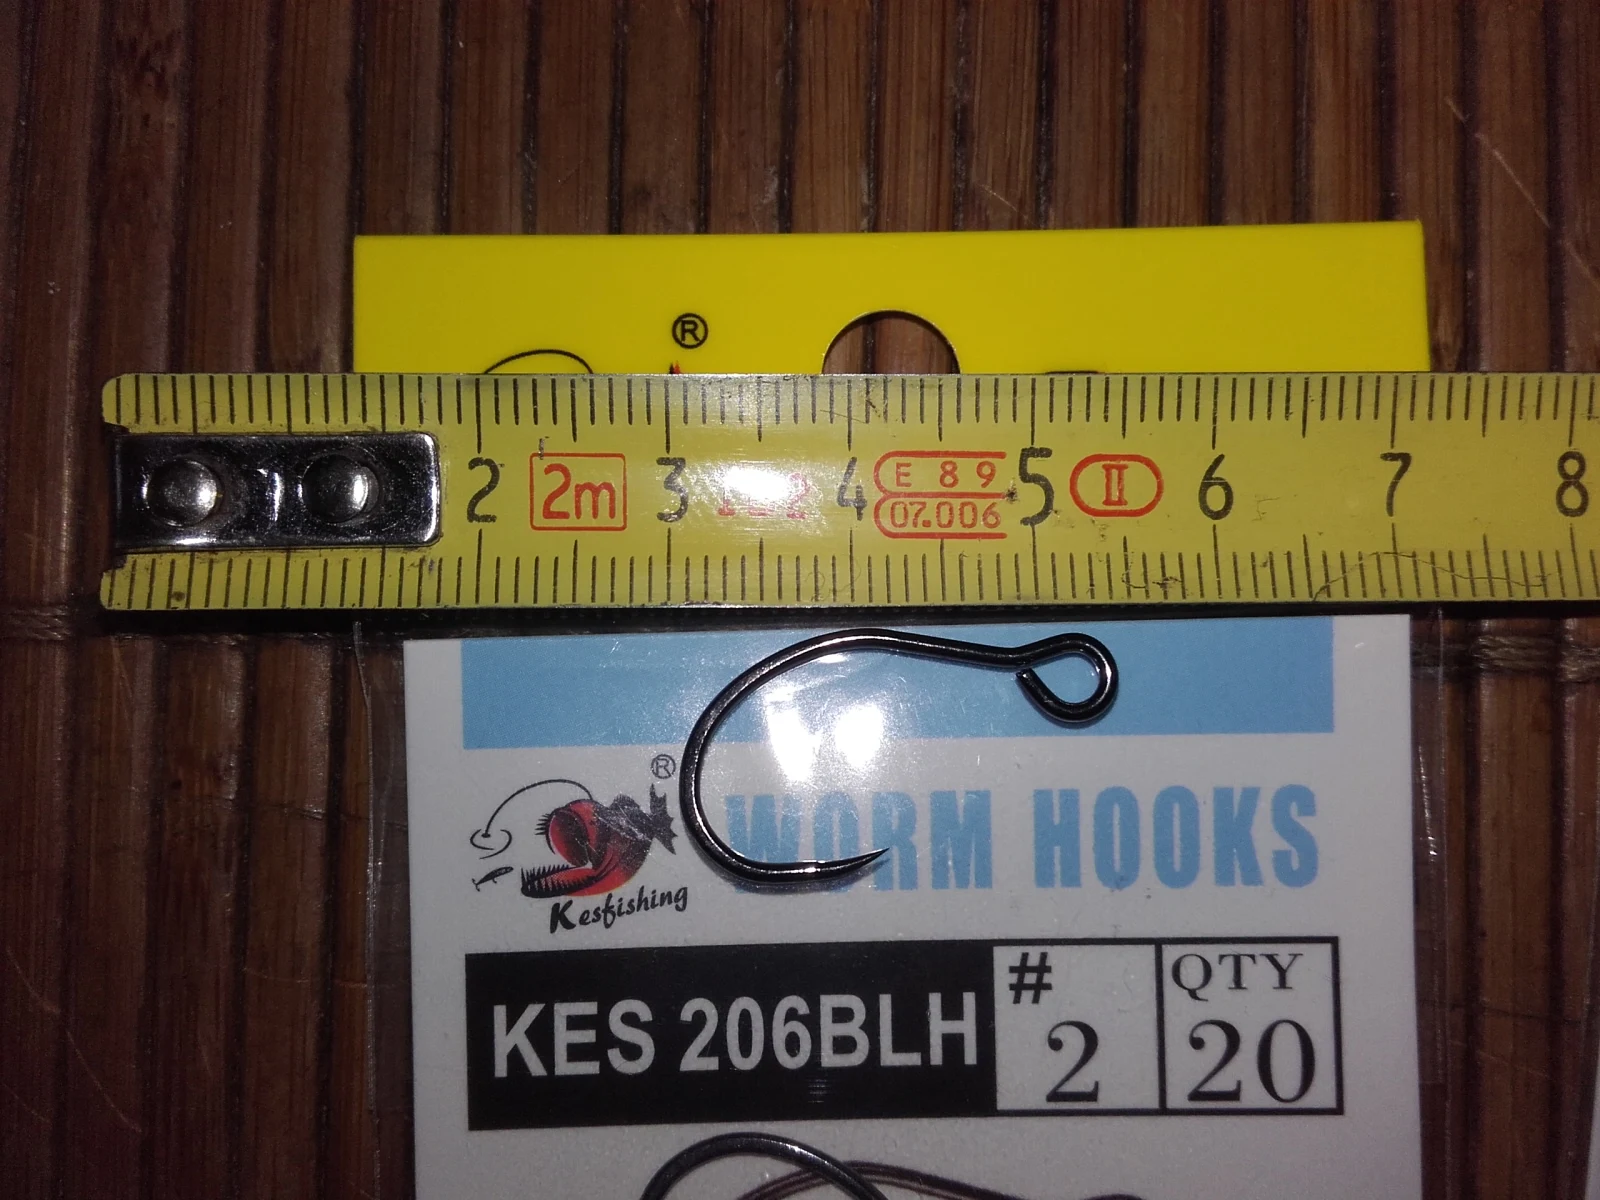 ®
2 2m 3 4 E 89 5 II 6 7 8
07.006
®
WORM HOOKS
Kesfishing
KES 206BLH # 2 QTY 20